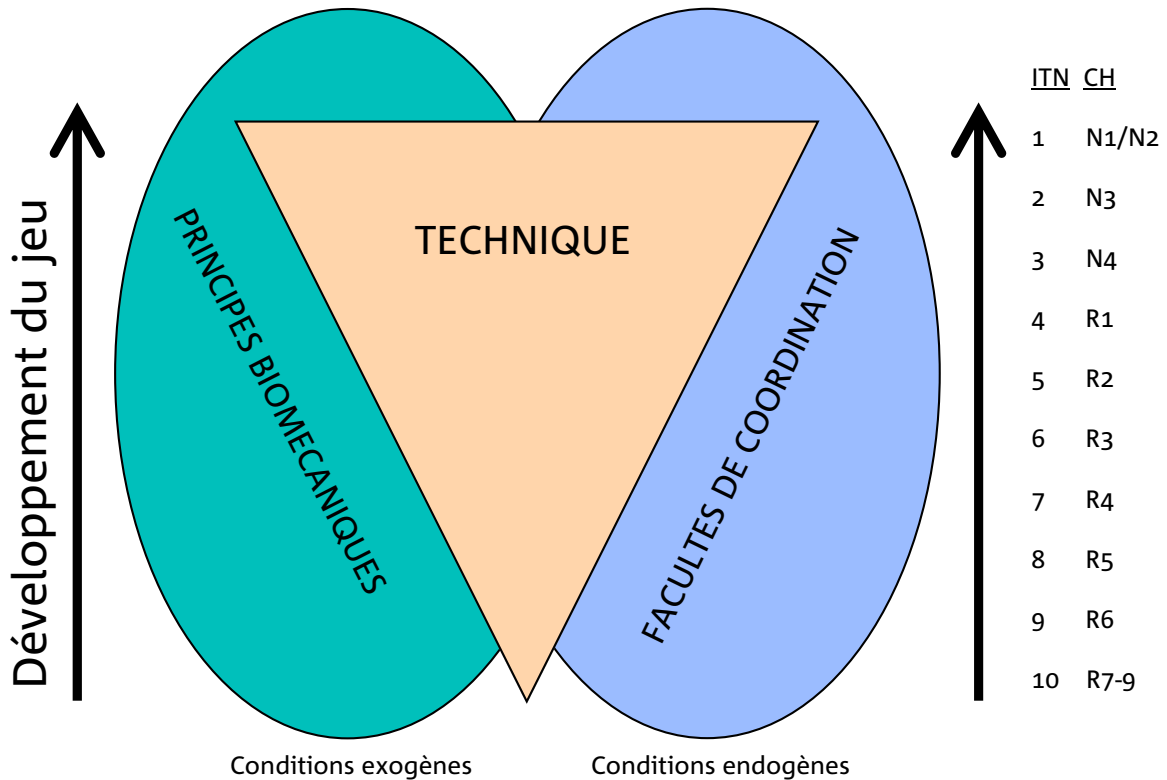 Développement du jeu
PRINCIPES BIOMECANIQUES
TECHNIQUE
FACULTES DE COORDINATION
ITN CH
1 N1/N2
2 N3
3 N4
4 R1
5 R2
6 R3
7 R4
8 R5
9 R6
10 R7-9
Conditions exogènes
Conditions endogènes